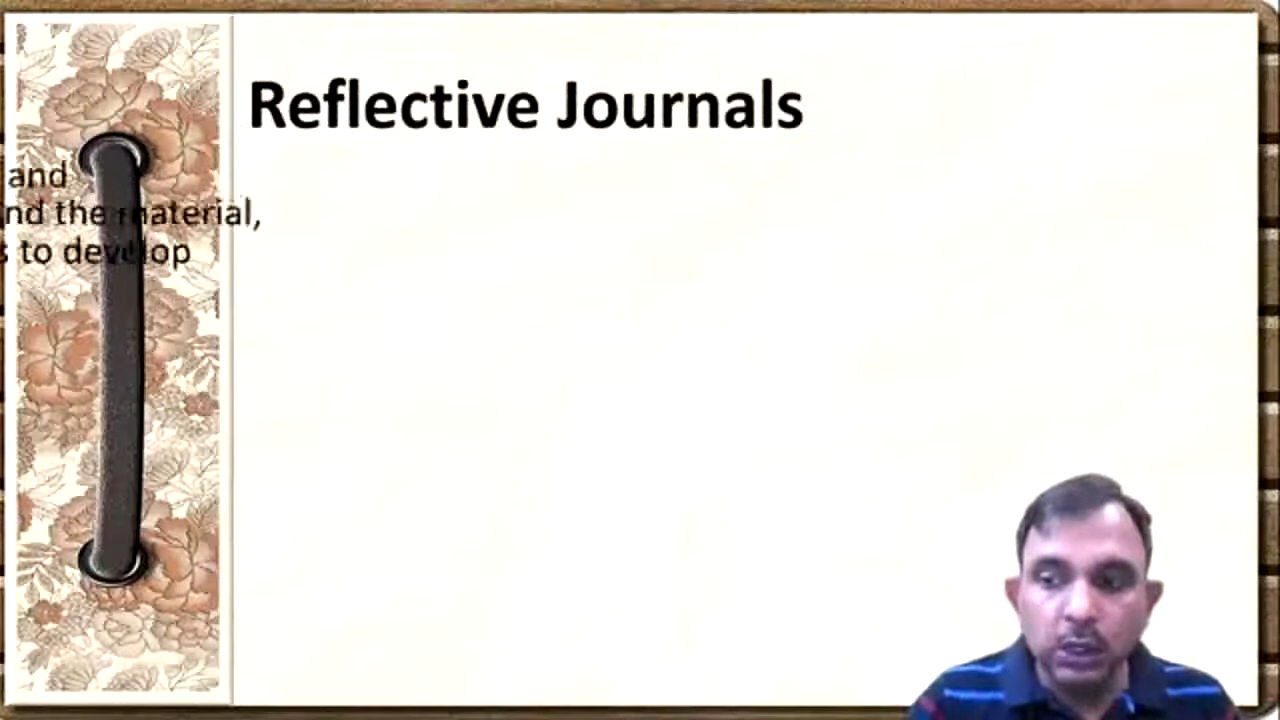 Reflective Journals
and
nd the material,
s to develop